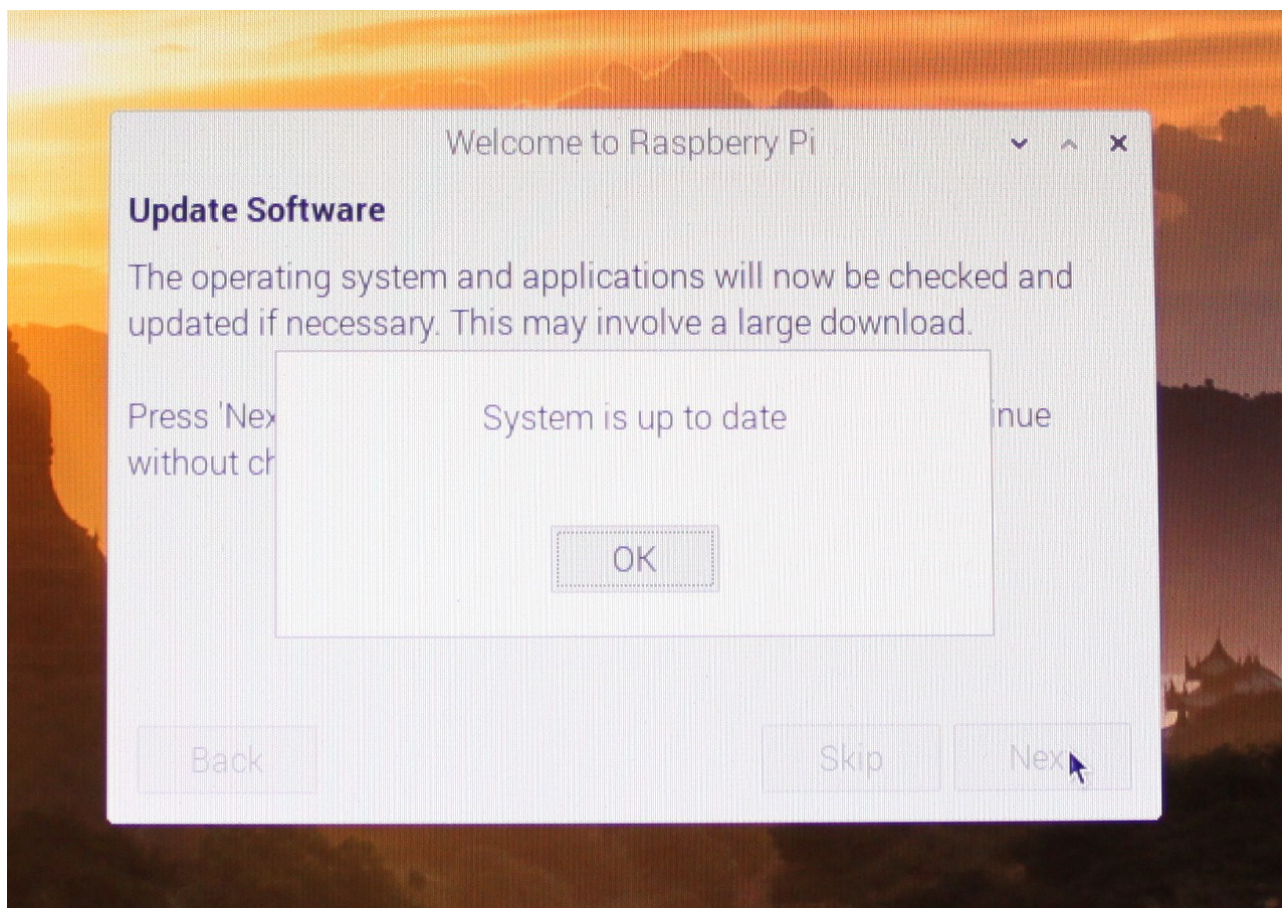 Welcome to Raspberry Pi
Update Software
The operating system and applications will now be checked and
updated if necessary. This may involve a large download.
Press 'Nex
inue
without ch
System is up to date
OK
Back
Skip
Nex